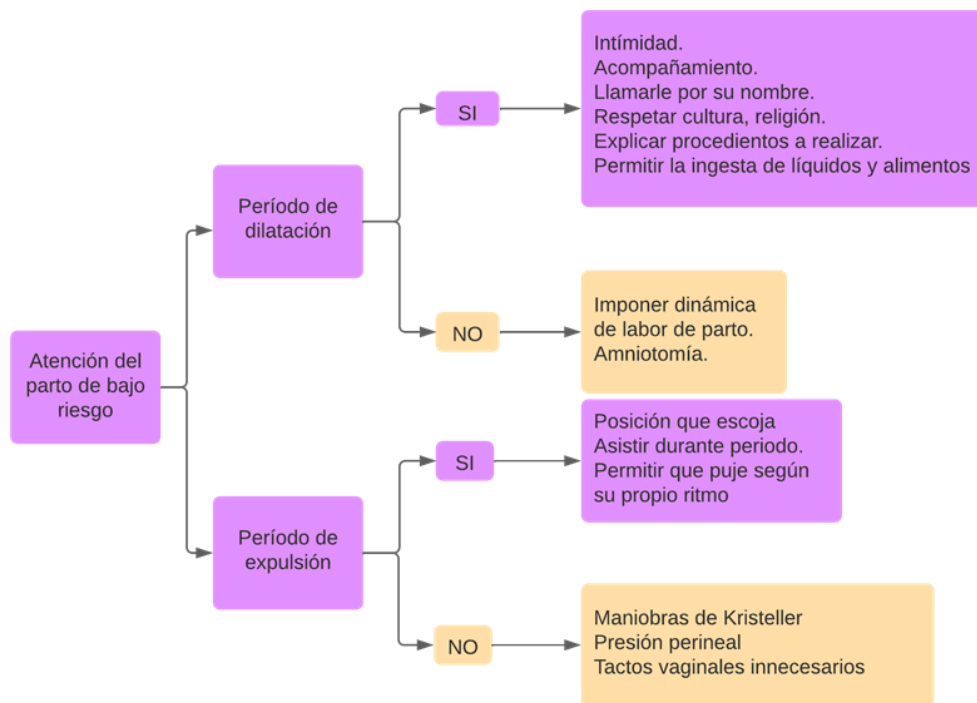 Atención del
parto de bajo
riesgo
Período de
dilatación
SI
Intímidad.
Acompañamiento.
Llamarle por su nombre.
Respetar cultura, religión.
Explicar procedientos a realizar.
Permitir la ingesta de líquidos y alimentos
NO
Imponer dinámica
de labor de parto.
Amniotomía.
Período de
expulsión
SI
Posición que escoja
Asistir durante periodo.
Permitir que puje según
su propio ritmo
NO
Maniobras de Kristeller
Presión perineal
Tactos vaginales innecesarios